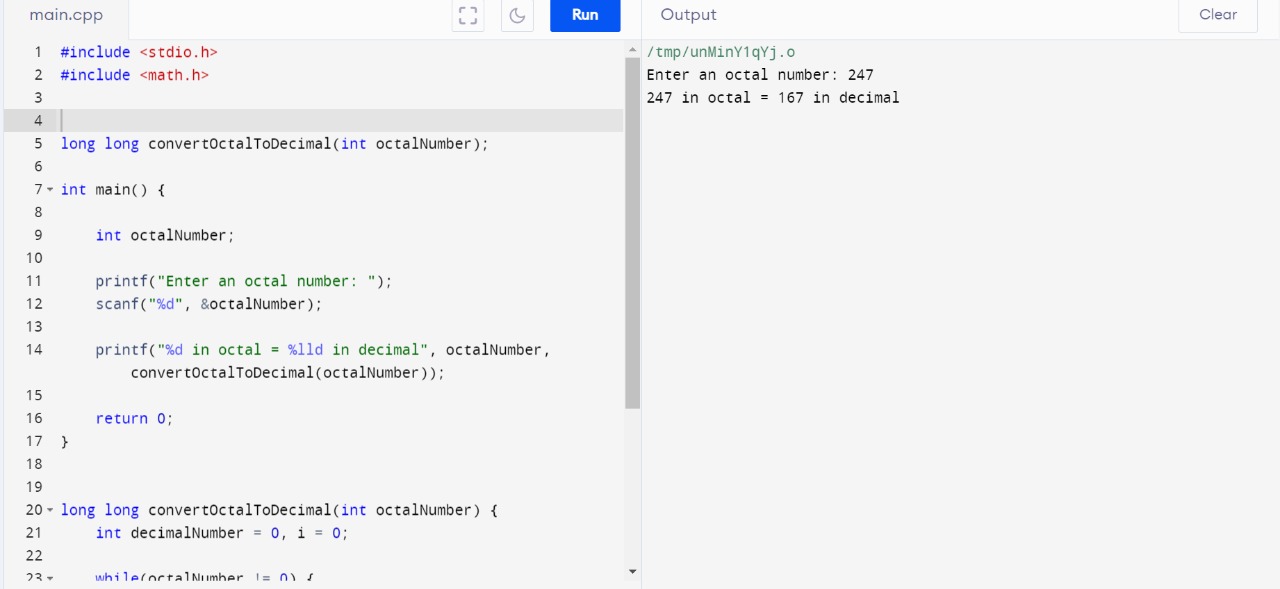 main.cpp
Run
Output
Clear
1 #include <stdio.h>
2 #include <math.h>
3
4
5 long long convertOctalToDecimal(int octalNumber);
6
7 int main() {
8
9     int octalNumber;
10
11     printf("Enter an octal number: ");
12     scanf("%d", &octalNumber);
13
14     printf("%d in octal = %lld in decimal", octalNumber,
        convertOctalToDecimal(octalNumber));
15
16     return 0;
17 }
18
19
20 long long convertOctalToDecimal(int octalNumber) {
21     int decimalNumber = 0, i = 0;
22
23     while(octalNumber != 0) {
/tmp/unMinY1qYj.o
Enter an octal number: 247
247 in octal = 167 in decimal